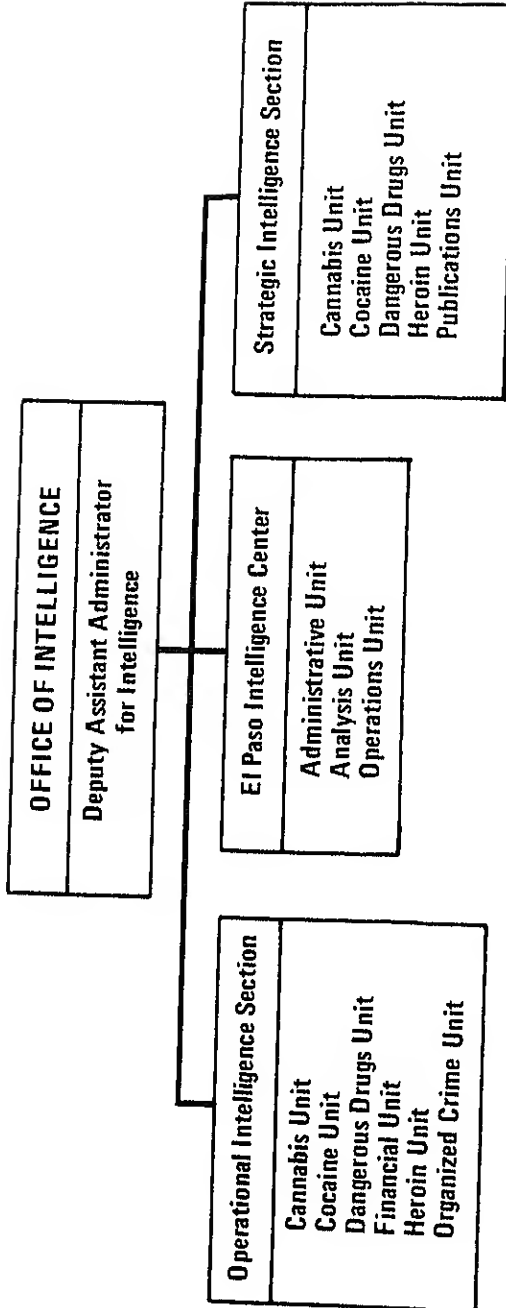 OFFICE OF INTELLIGENCE
Deputy Assistant Administrator
for Intelligence
Operational Intelligence Section
Cannabis Unit
Cocaine Unit
Dangerous Drugs Unit
Financial Unit
Heroin Unit
Organized Crime Unit
El Paso Intelligence Center
Administrative Unit
Analysis Unit
Operations Unit
Strategic Intelligence Section
Cannabis Unit
Cocaine Unit
Dangerous Drugs Unit
Heroin Unit
Publications Unit